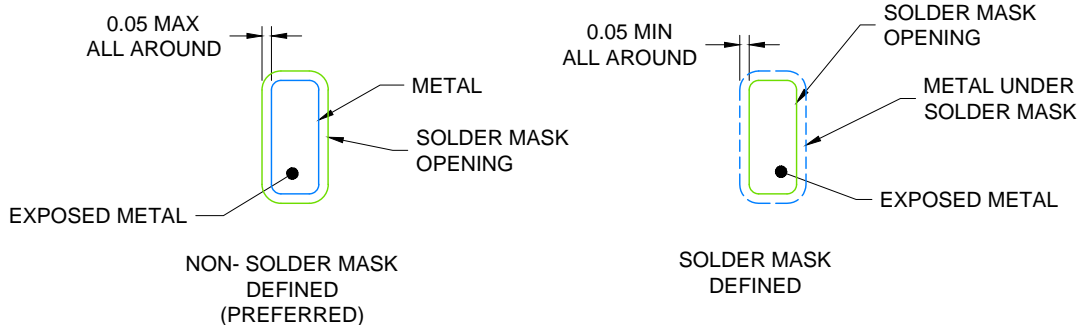 0.05 MAX
ALL AROUND
METAL
SOLDER MASK
OPENING
EXPOSED METAL
NON- SOLDER MASK
DEFINED
(PREFERRED)
0.05 MIN
ALL AROUND
SOLDER MASK
OPENING
METAL UNDER
SOLDER MASK
EXPOSED METAL
SOLDER MASK
DEFINED